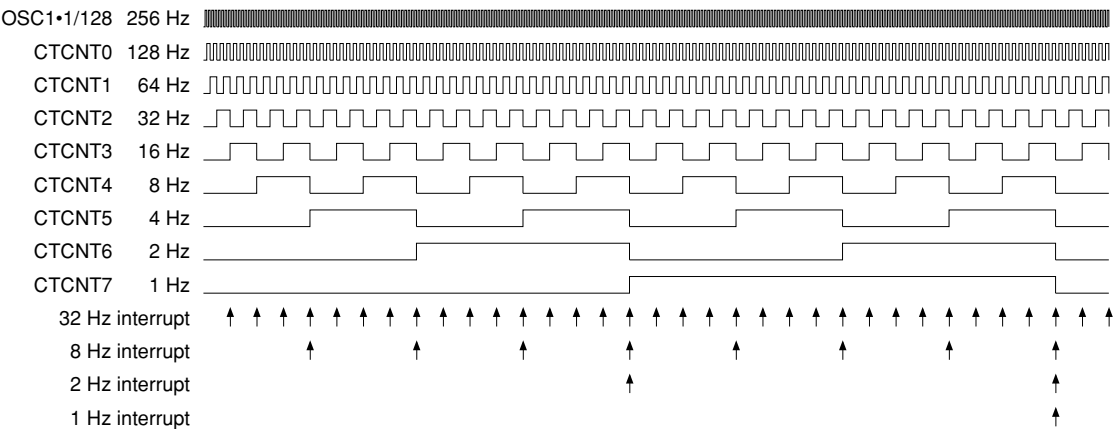 OSC1•1/128 256 Hz
CTCNT0 128 Hz
CTCNT1 64 Hz
CTCNT2 32 Hz
CTCNT3 16 Hz
CTCNT4 8 Hz
CTCNT5 4 Hz
CTCNT6 2 Hz
CTCNT7 1 Hz
32 Hz interrupt
8 Hz interrupt
2 Hz interrupt
1 Hz interrupt